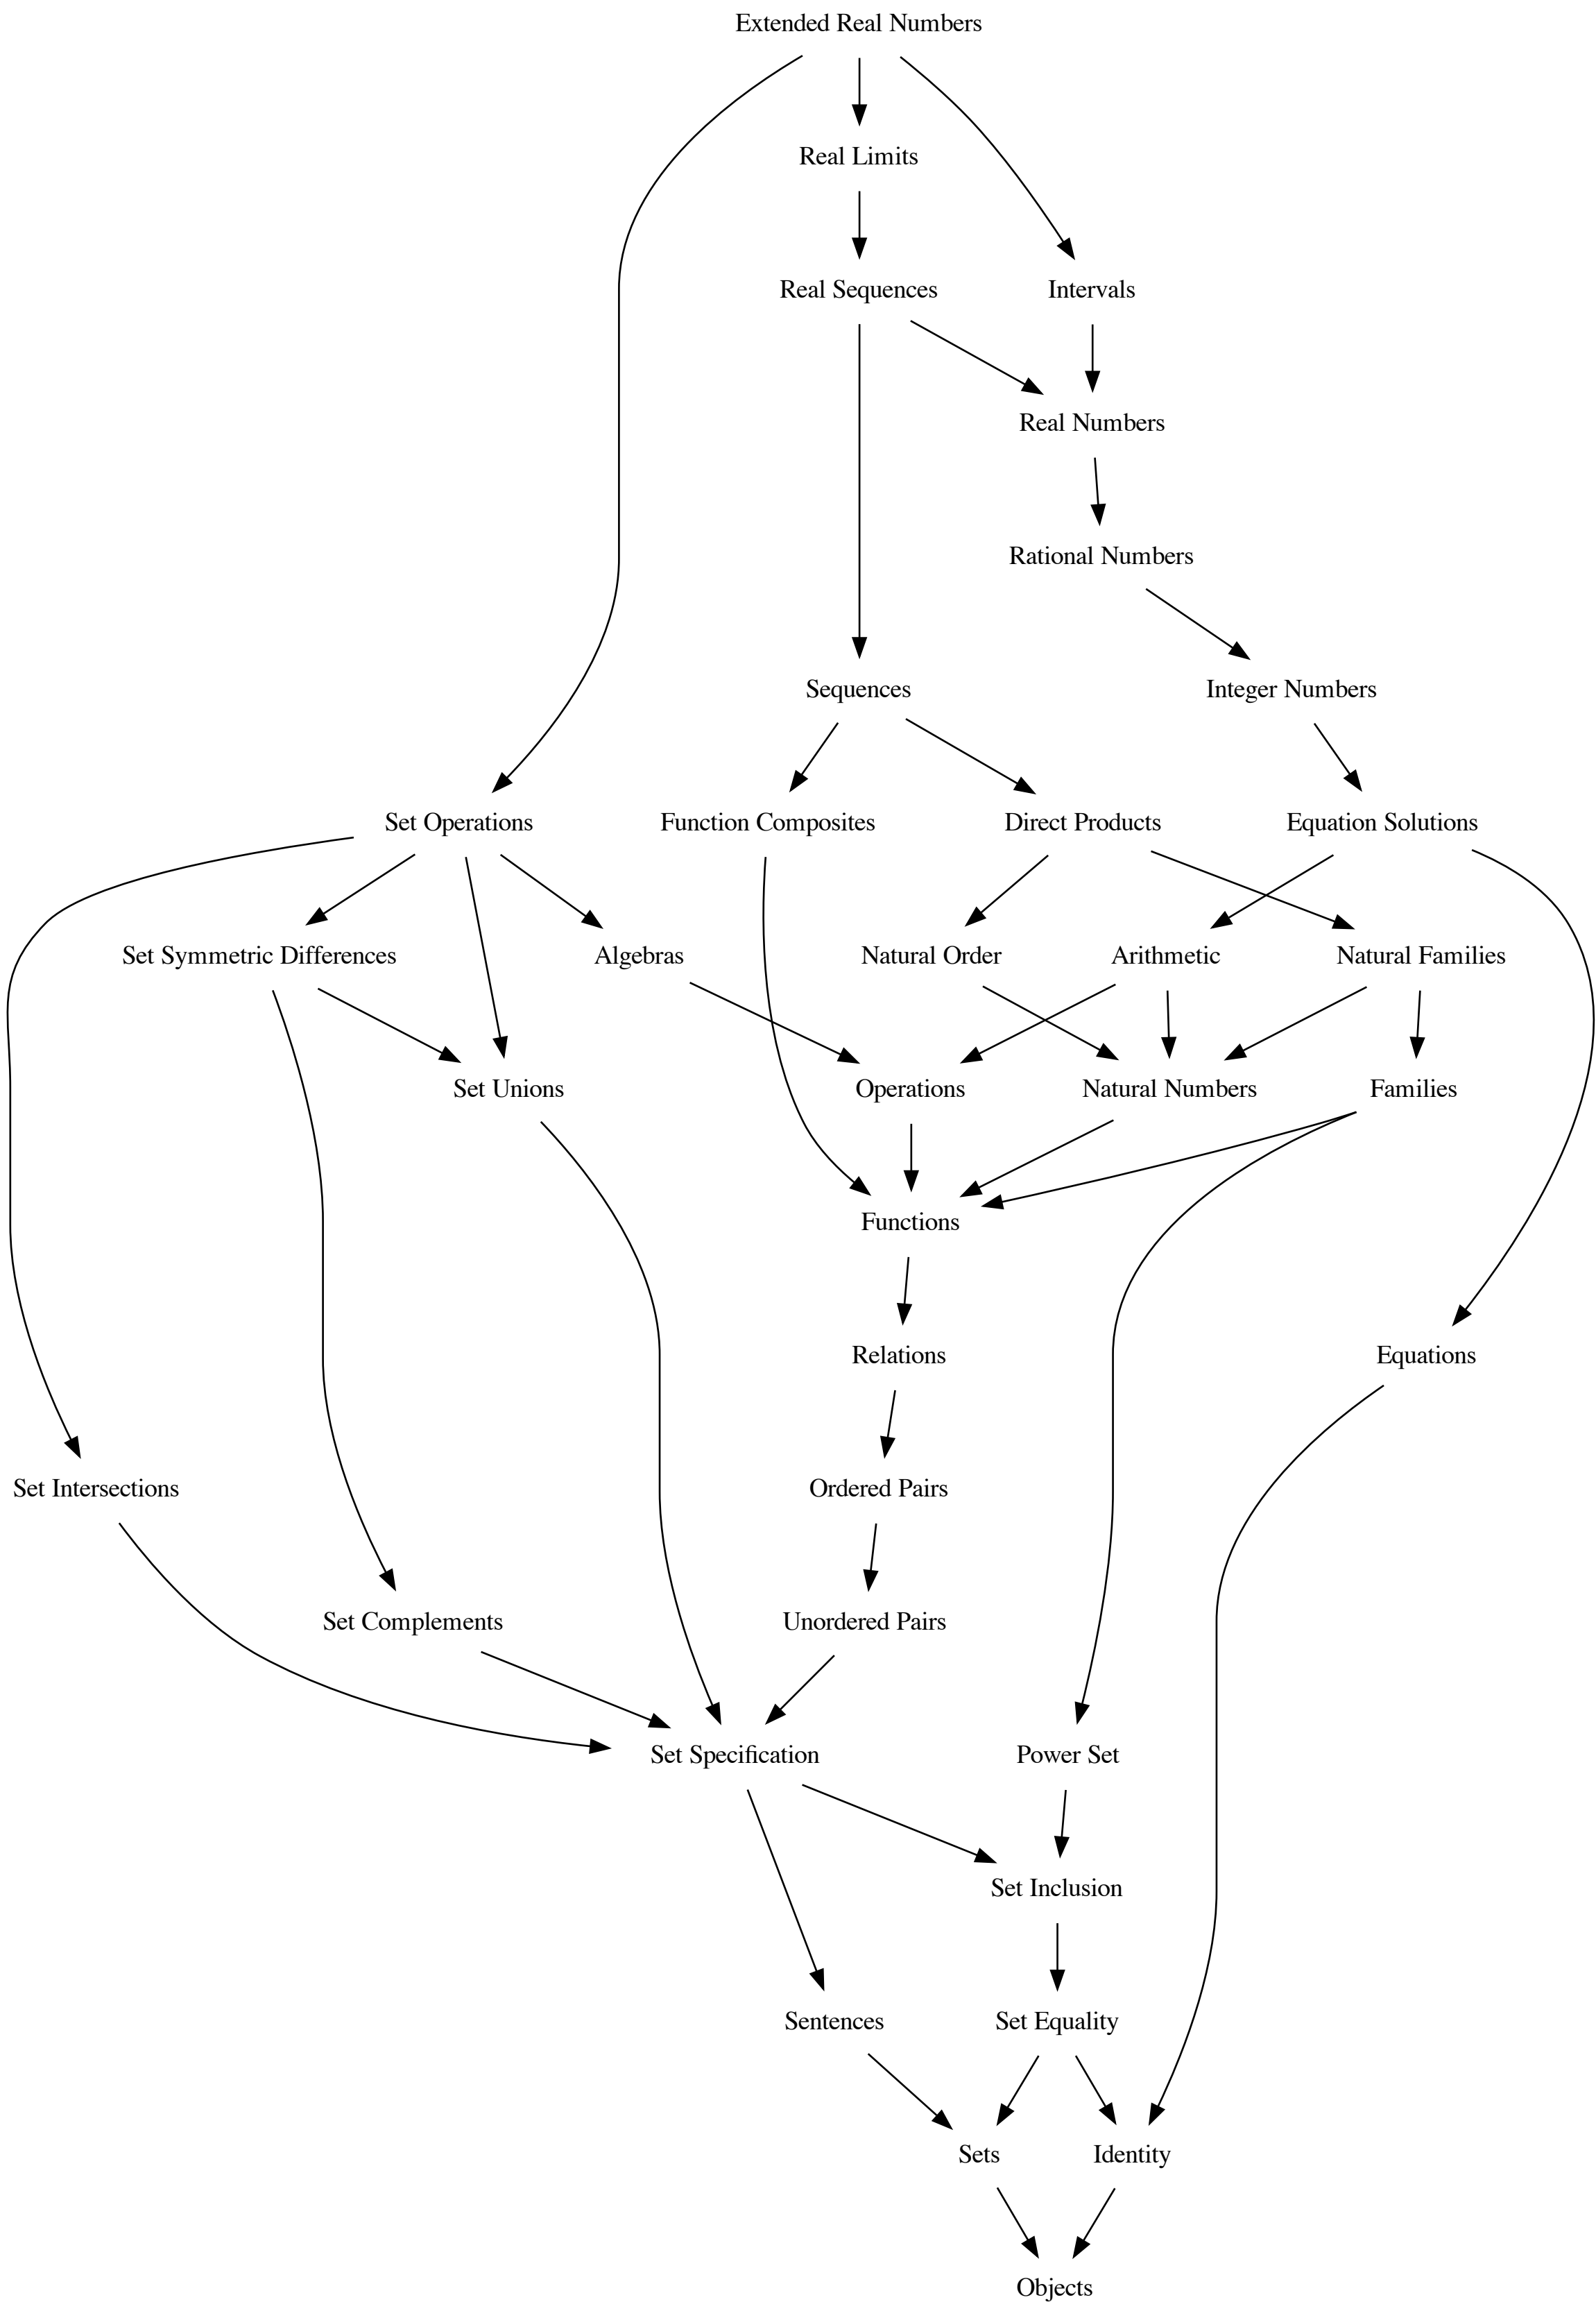 Extended Real Numbers
Real Limits
Real Sequences
Intervals
Real Numbers
Rational Numbers
Sequences
Integer Numbers
Set Operations
Function Composites
Direct Products
Equation Solutions
Set Symmetric Differences
Algebras
Natural Order
Arithmetic
Natural Families
Set Unions
Operations
Natural Numbers
Families
Functions
Relations
Equations
Set Intersections
Ordered Pairs
Set Complements
Unordered Pairs
Set Specification
Power Set
Set Inclusion
Sentences
Set Equality
Sets
Identity
Objects